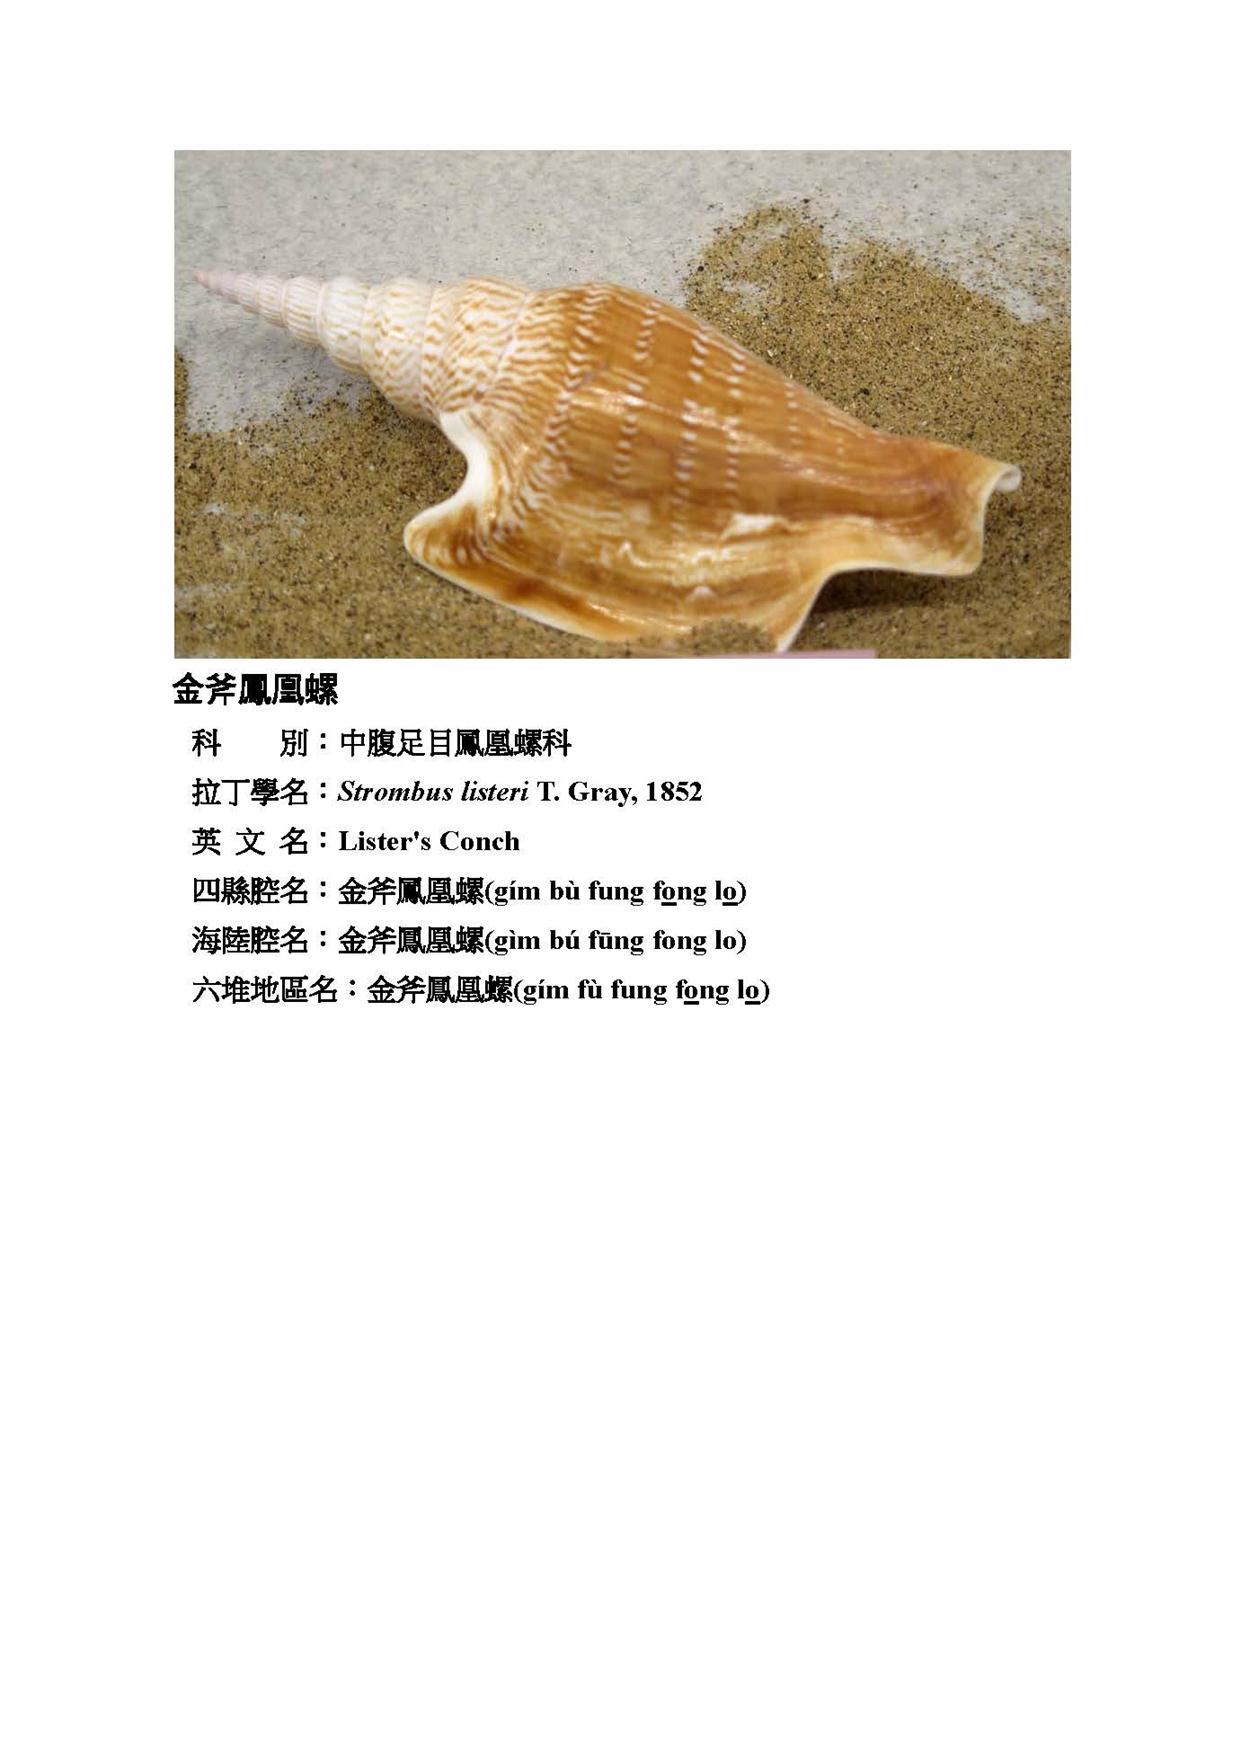 金斧鳳凰螺
科　　別：中腹足目鳳凰螺科
拉丁學名：Strombus listeri T. Gray, 1852
英 文 名：Lister's Conch
四縣腔名：金斧鳳凰螺(gím bù fung fo̲ng lo̲)
海陸腔名：金斧鳳凰螺(gìm bú fūng fong lo)
六堆地區名：金斧鳳凰螺(gím fù fung fo̲ng lo̲)